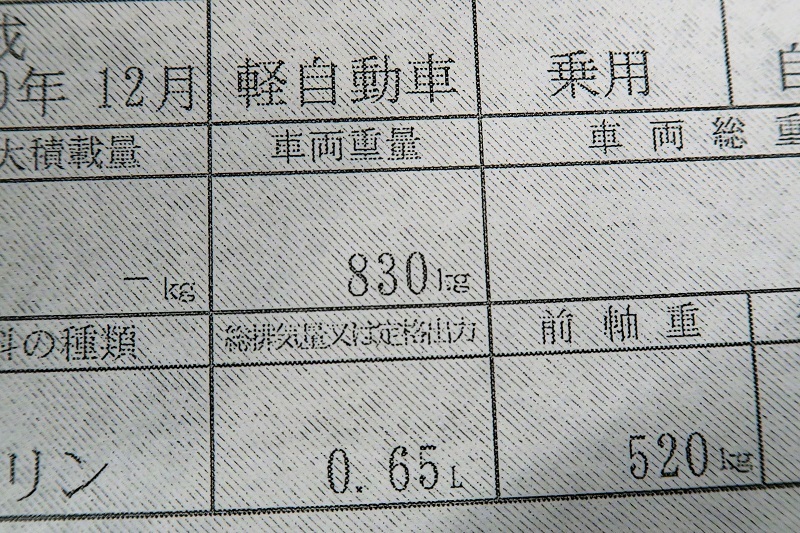 年 12月 軽自動車 乗用 自
大積載量 車両重量 車両総重
－kg 830kg
料の種類 総排気量又は定格出力 前軸重
リン 0.65L 520kg